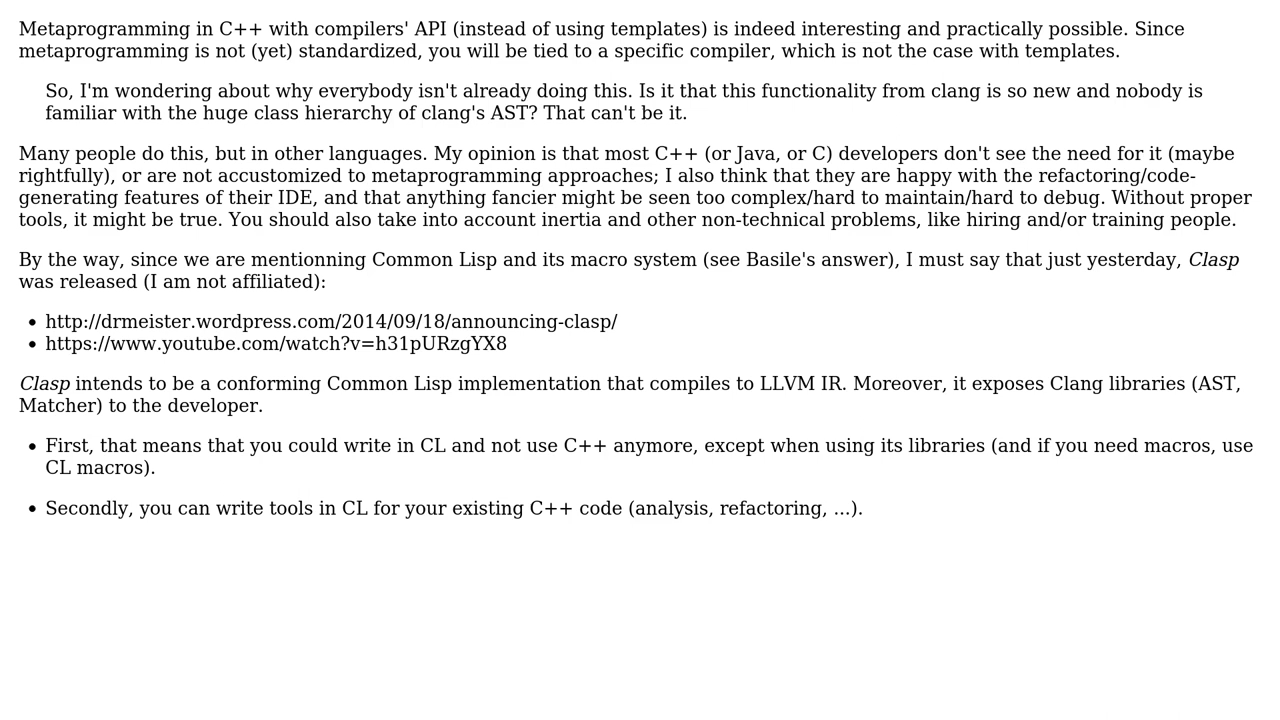 Metaprogramming in C++ with compilers' API (instead of using templates) is indeed interesting and practically possible. Since
metaprogramming is not (yet) standardized, you will be tied to a specific compiler, which is not the case with templates.
So, I'm wondering about why everybody isn't already doing this. Is it that this functionality from clang is so new and nobody is
familiar with the huge class hierarchy of clang's AST? That can't be it.
Many people do this, but in other languages. My opinion is that most C++ (or Java, or C) developers don't see the need for it (maybe
rightfully), or are not accustomized to metaprogramming approaches; I also think that they are happy with the refactoring/code-
generating features of their IDE, and that anything fancier might be seen too complex/hard to maintain/hard to debug. Without proper
tools, it might be true. You should also take into account inertia and other non-technical problems, like hiring and/or training people.
By the way, since we are mentionning Common Lisp and its macro system (see Basile's answer), I must say that just yesterday, Clasp
was released (I am not affiliated):
• http://drmeister.wordpress.com/2014/09/18/announcing-clasp/
• https://www.youtube.com/watch?v=h31pURzgYX8
Clasp intends to be a conforming Common Lisp implementation that compiles to LLVM IR. Moreover, it exposes Clang libraries (AST,
Matcher) to the developer.
• First, that means that you could write in CL and not use C++ anymore, except when using its libraries (and if you need macros, use
CL macros).
• Secondly, you can write tools in CL for your existing C++ code (analysis, refactoring, ...).